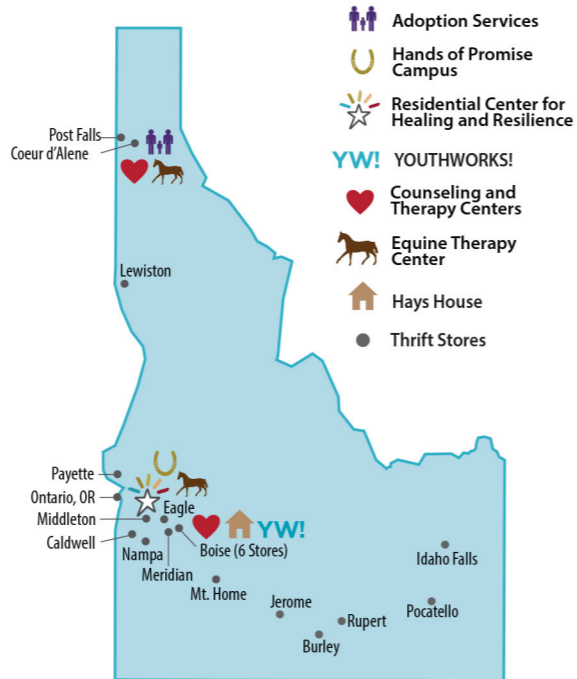 Adoption Services
Hands of Promise
Campus
Residential Center for
Healing and Resilience
YW! YOUTHWORKS!
Counseling and
Therapy Centers
Equine Therapy
Center
Hays House
Thrift Stores
Post Falls
Coeur d'Alene
Lewiston
Payette
Ontario, OR
Eagle
Middleton
YW!
Caldwell
Nampa
Boise (6 Stores)
Meridian
Mt. Home
Idaho Falls
Jerome
Pocatello
Rupert
Burley